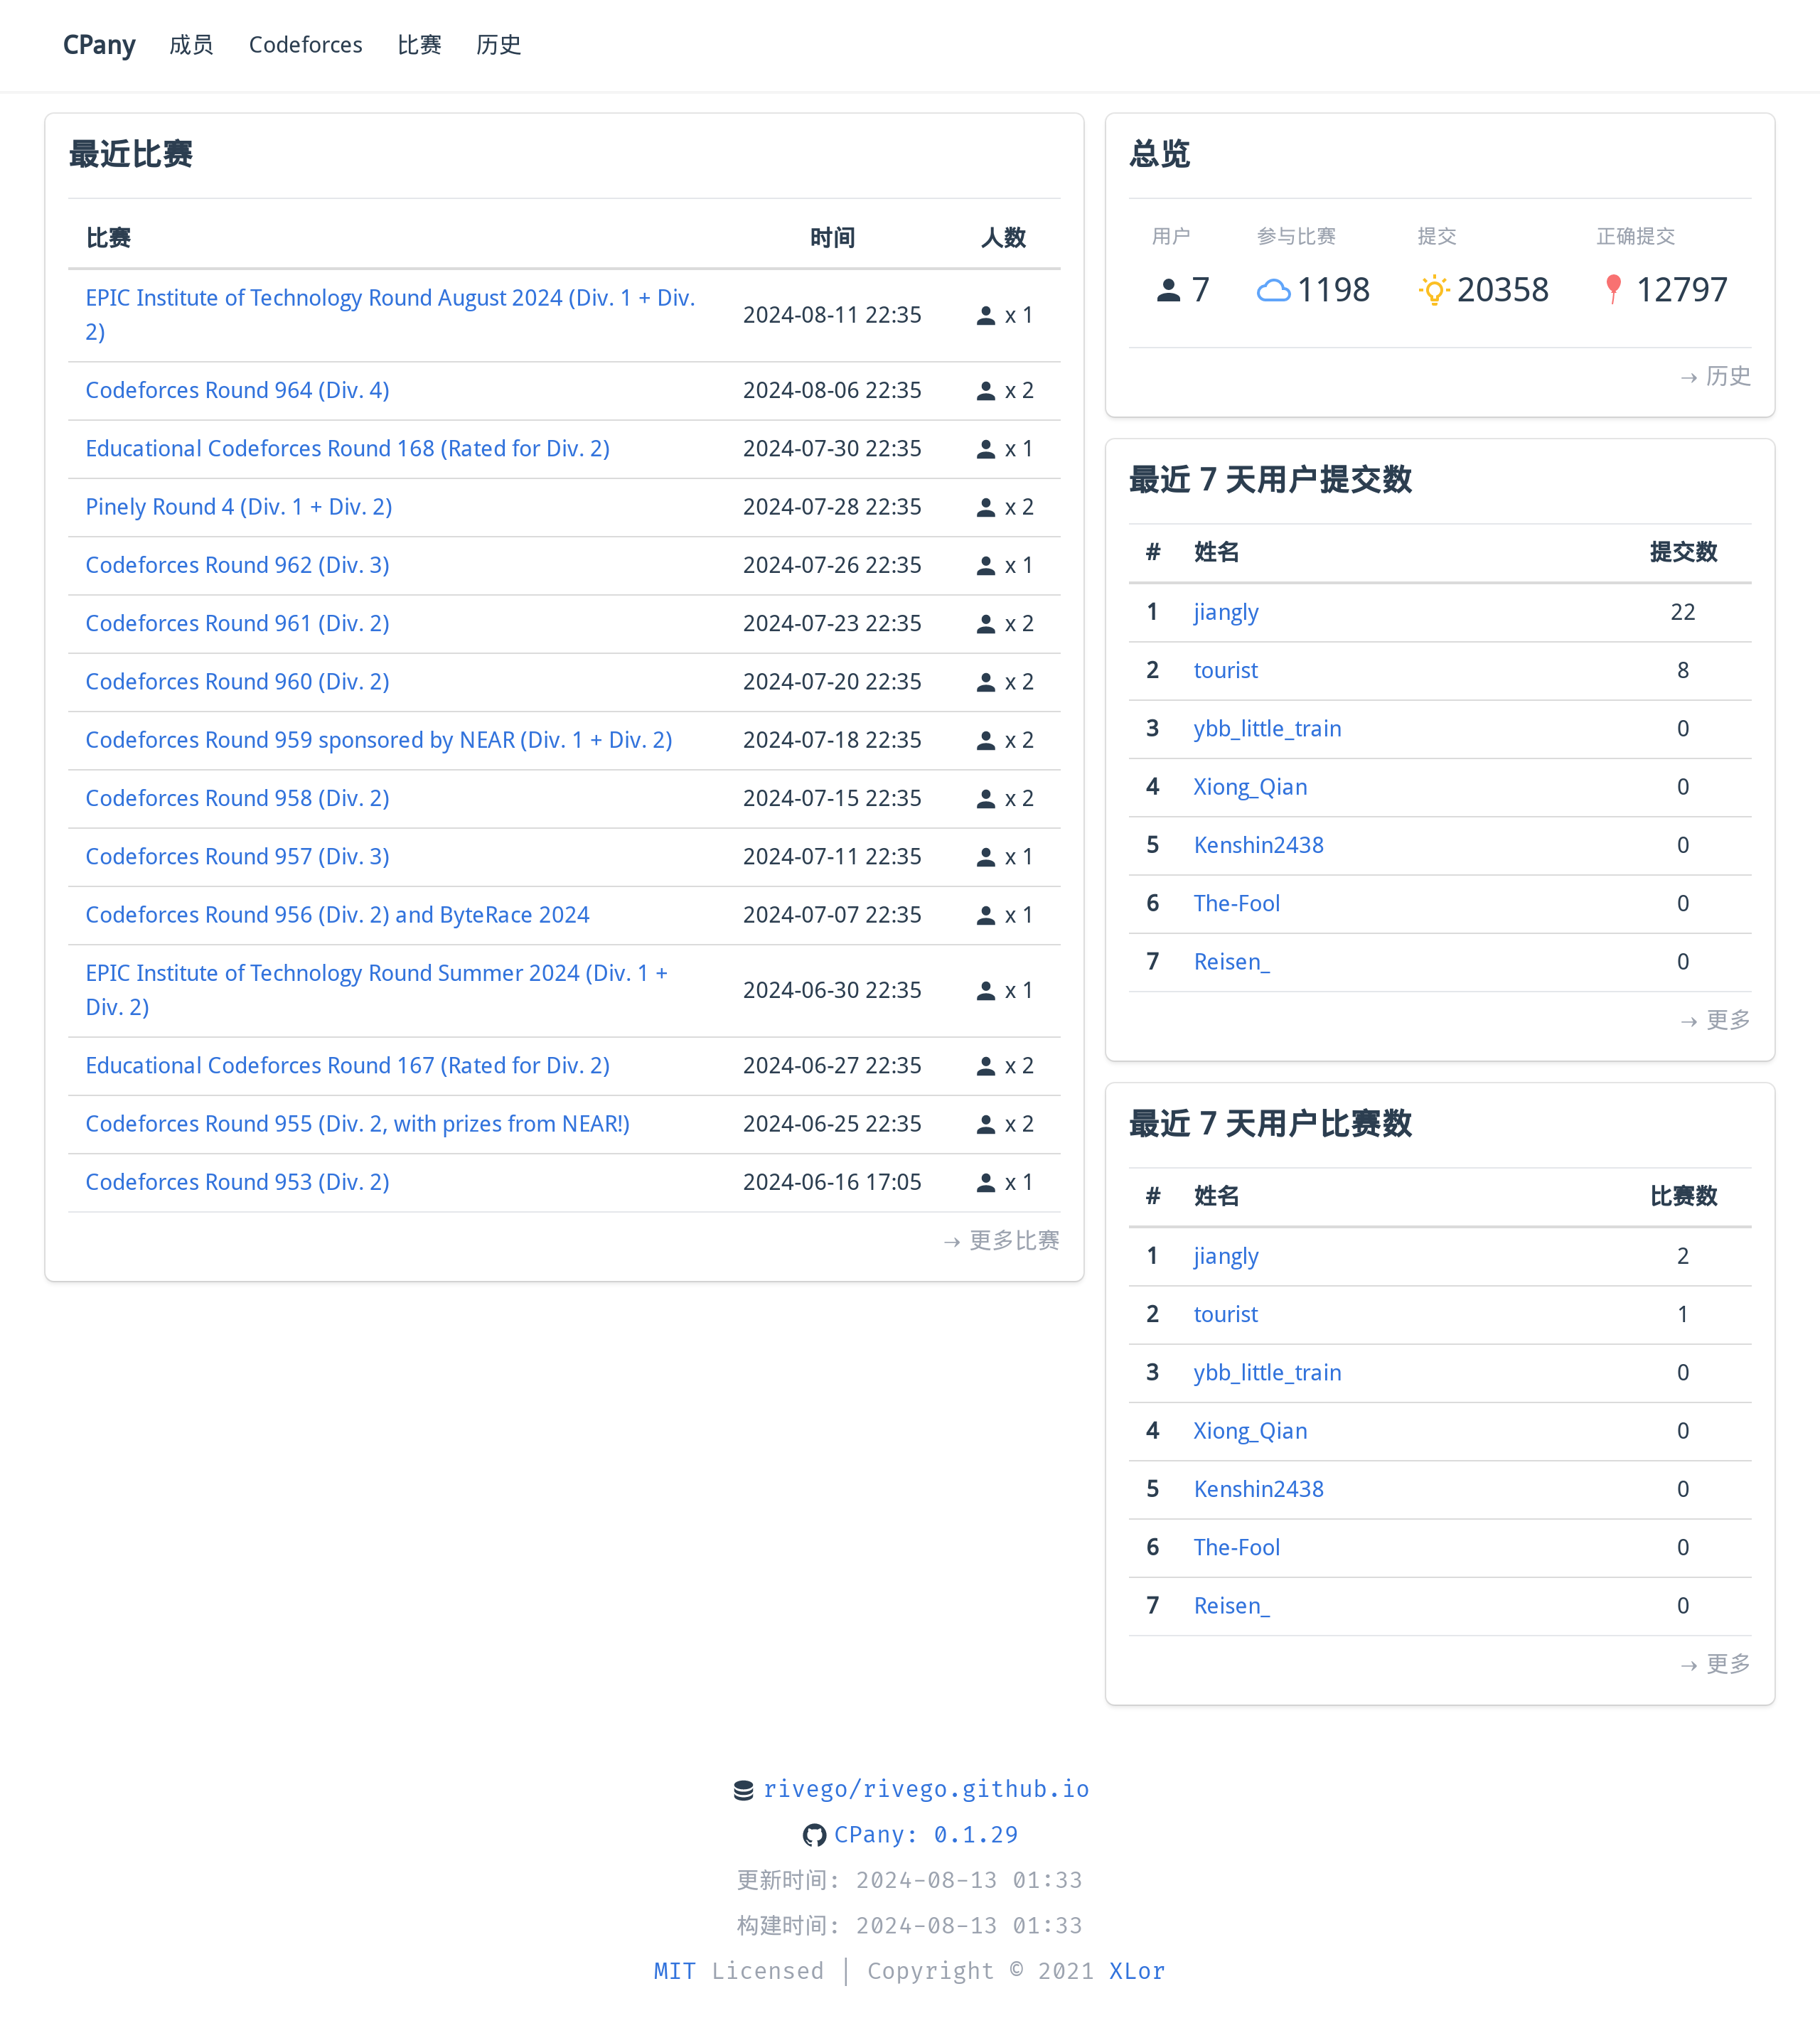 CPany 成员 Codeforces 比赛 历史
最近比赛
比赛 时间 人数
EPIC Institute of Technology Round August 2024 (Div. 1 + Div.
2) 2024-08-11 22:35 x 1
Codeforces Round 964 (Div. 4) 2024-08-06 22:35 x 2
Educational Codeforces Round 168 (Rated for Div. 2) 2024-07-30 22:35 x 1
Pinely Round 4 (Div. 1 + Div. 2) 2024-07-28 22:35 x 2
Codeforces Round 962 (Div. 3) 2024-07-26 22:35 x 1
Codeforces Round 961 (Div. 2) 2024-07-23 22:35 x 2
Codeforces Round 960 (Div. 2) 2024-07-20 22:35 x 2
Codeforces Round 959 sponsored by NEAR (Div. 1 + Div. 2) 2024-07-18 22:35 x 2
Codeforces Round 958 (Div. 2) 2024-07-15 22:35 x 2
Codeforces Round 957 (Div. 3) 2024-07-11 22:35 x 1
Codeforces Round 956 (Div. 2) and ByteRace 2024 2024-07-07 22:35 x 1
EPIC Institute of Technology Round Summer 2024 (Div. 1 +
Div. 2) 2024-06-30 22:35 x 1
Educational Codeforces Round 167 (Rated for Div. 2) 2024-06-27 22:35 x 2
Codeforces Round 955 (Div. 2, with prizes from NEAR!) 2024-06-25 22:35 x 2
Codeforces Round 953 (Div. 2) 2024-06-16 17:05 x 1
→ 更多比赛
总览
用户 参与比赛 提交 正确提交
7 1198 20358 12797
→ 历史
最近 7 天用户提交数
# 姓名 提交数
1 jiangly 22
2 tourist 8
3 ybb_little_train 0
4 Xiong_Qian 0
5 Kenshin2438 0
6 The-Fool 0
7 Reisen_ 0
→ 更多
最近 7 天用户比赛数
# 姓名 比赛数
1 jiangly 2
2 tourist 1
3 ybb_little_train 0
4 Xiong_Qian 0
5 Kenshin2438 0
6 The-Fool 0
7 Reisen_ 0
→ 更多
rivego/rivego.github.io
CPany: 0.1.29
更新时间: 2024-08-13 01:33
构建时间: 2024-08-13 01:33
MIT Licensed | Copyright © 2021 XLor